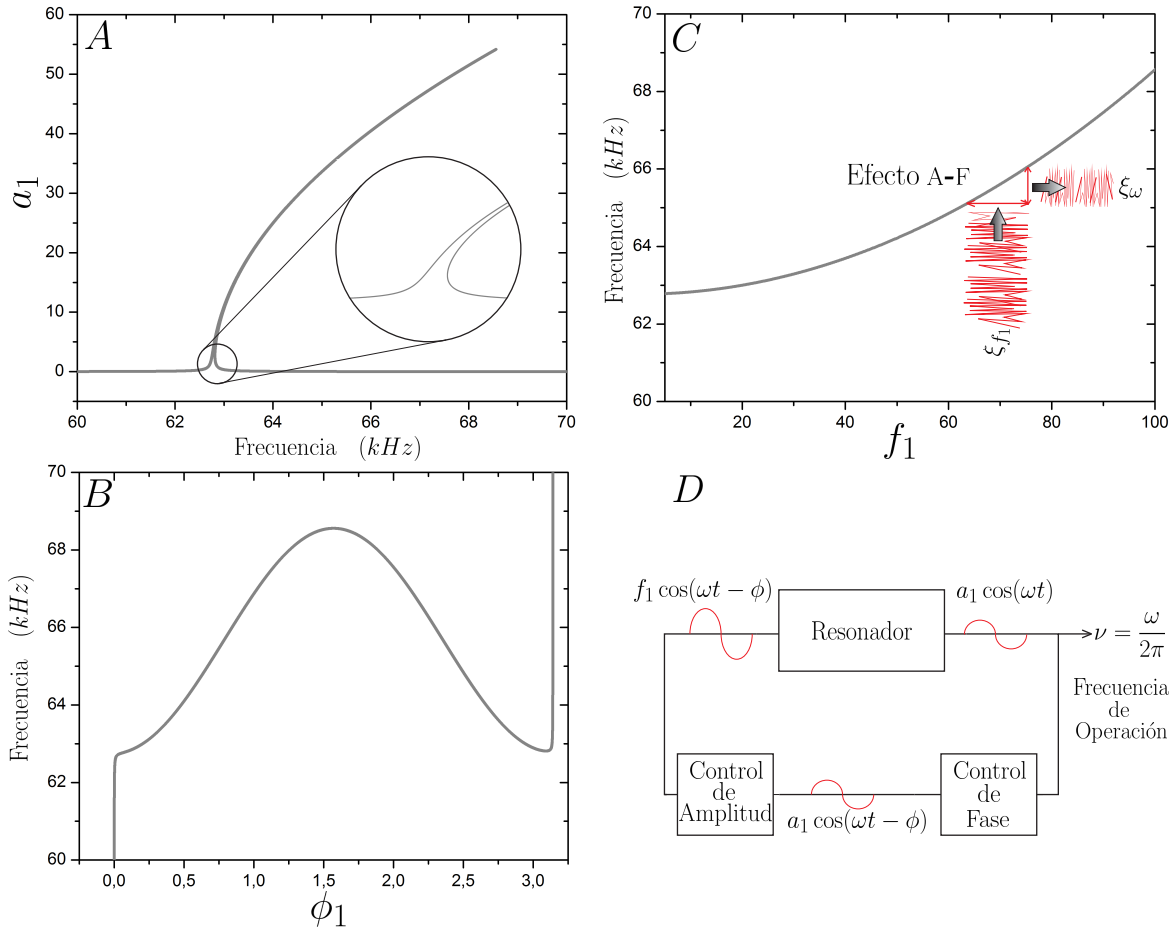 A
60
50
40
30
20
10
0
a₁
60 62 64 66 68 70
Frecuencia (kHz)
C
70
68
66
64
62
60
Frecuencia (kHz)
Efecto A-F
ξω
ξf₁
20 40 60 80 100
f₁
B
70
68
66
64
62
60
Frecuencia (kHz)
0,0 0,5 1,0 1,5 2,0 2,5 3,0
ϕ₁
D
f₁ cos(ωt − ϕ)
a₁ cos(ωt)
Resonador
ν = ω/2π
Frecuencia
de
Operación
Control
de
Amplitud
a₁ cos(ωt − ϕ)
Control
de
Fase